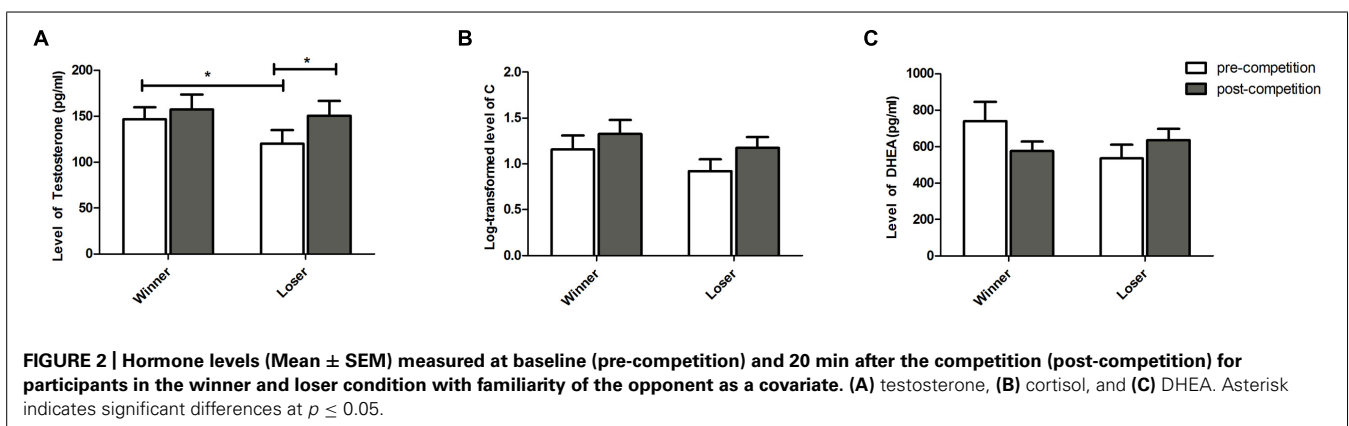 A
Level of Testosterone (pg/ml)
200
150
100
50
0
*
*
Winner
Loser
B
Log-transformed level of C
2.0
1.5
1.0
0.5
0.0
Winner
Loser
C
Level of DHEA (pg/ml)
1000
800
600
400
200
0
Winner
Loser
pre-competition
post-competition
FIGURE 2 | Hormone levels (Mean ± SEM) measured at baseline (pre-competition) and 20 min after the competition (post-competition) for
participants in the winner and loser condition with familiarity of the opponent as a covariate. (A) testosterone, (B) cortisol, and (C) DHEA. Asterisk
indicates significant differences at p ≤ 0.05.